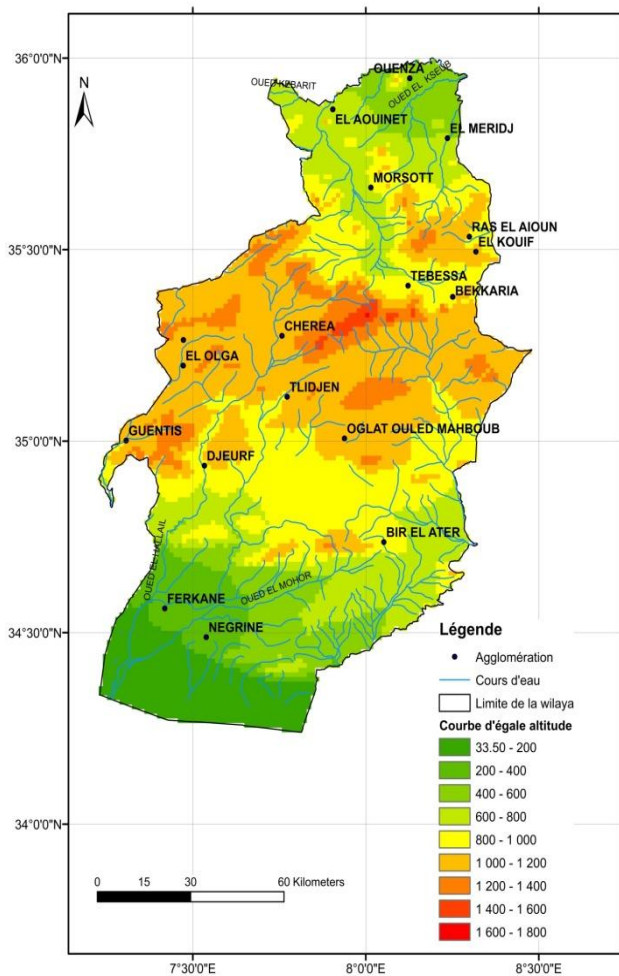 36°0'0"N
35°30'0"N
35°0'0"N
34°30'0"N
34°0'0"N
N
OUENZA
OUED KEBARIT
OUED EL KSEUB
EL AOUINET
EL MERIDJ
MORSOTT
RAS EL AIOUN
EL KOUIF
TEBESSA
BEKKARIA
CHEREA
EL OLGA
TLIDJEN
GUENTIS
OGLAT OULED MAHBOUB
DJEURF
BIR EL ATER
OUED EL HALLAIL
OUED EL MOHOR
FERKANE
NEGRINE
Légende
Agglomération
Cours d'eau
Limite de la wilaya
Courbe d'égale altitude
33.50 - 200
200 - 400
400 - 600
600 - 800
800 - 1 000
1 000 - 1 200
1 200 - 1 400
1 400 - 1 600
1 600 - 1 800
0 15 30 60 Kilometers
7°30'0"E 8°0'0"E 8°30'0"E